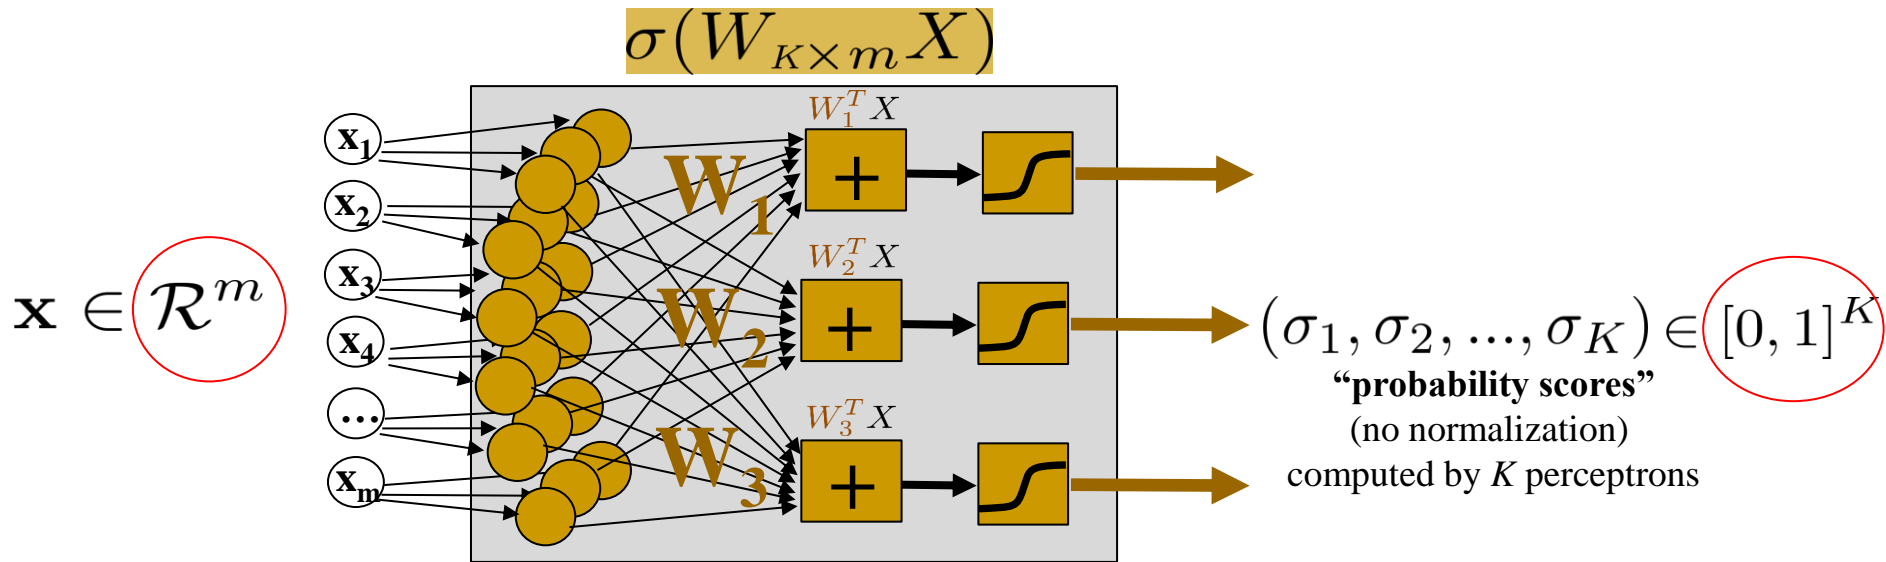 σ(W_{K×m} X)
x ∈ R^m
x_1
x_2
x_3
x_4
...
x_m
W_1
W_2
W_3
W_1^T X
+
W_2^T X
+
W_3^T X
+
(σ_1, σ_2, ..., σ_K) ∈ [0, 1]^K
“probability scores”
(no normalization)
computed by K perceptrons